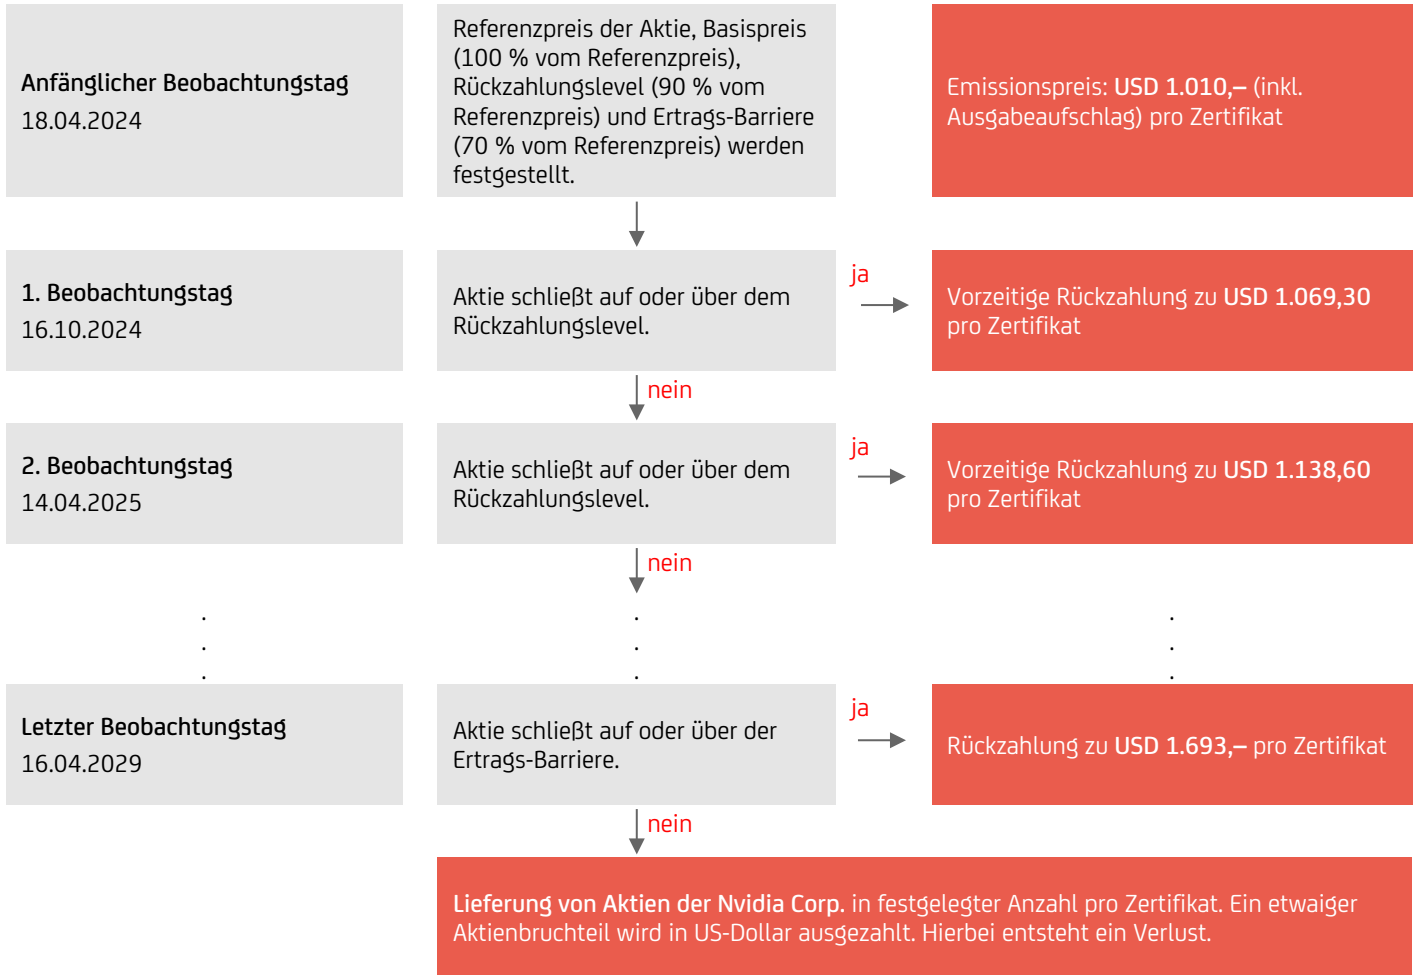 Anfänglicher Beobachtungstag
18.04.2024
Referenzpreis der Aktie, Basispreis
(100 % vom Referenzpreis),
Rückzahlungslevel (90 % vom
Referenzpreis) und Ertrags-Barriere
(70 % vom Referenzpreis) werden
festgestellt.
Emissionspreis: USD 1.010,– (inkl.
Ausgabeaufschlag) pro Zertifikat
1. Beobachtungstag
16.10.2024
Aktie schließt auf oder über dem
Rückzahlungslevel.
ja
Vorzeitige Rückzahlung zu USD 1.069,30
pro Zertifikat
nein
2. Beobachtungstag
14.04.2025
Aktie schließt auf oder über dem
Rückzahlungslevel.
ja
Vorzeitige Rückzahlung zu USD 1.138,60
pro Zertifikat
nein
. . .
. . .
. . .
Letzter Beobachtungstag
16.04.2029
Aktie schließt auf oder über der
Ertrags-Barriere.
ja
Rückzahlung zu USD 1.693,– pro Zertifikat
nein
Lieferung von Aktien der Nvidia Corp. in festgelegter Anzahl pro Zertifikat. Ein etwaiger
Aktienbruchteil wird in US-Dollar ausgezahlt. Hierbei entsteht ein Verlust.